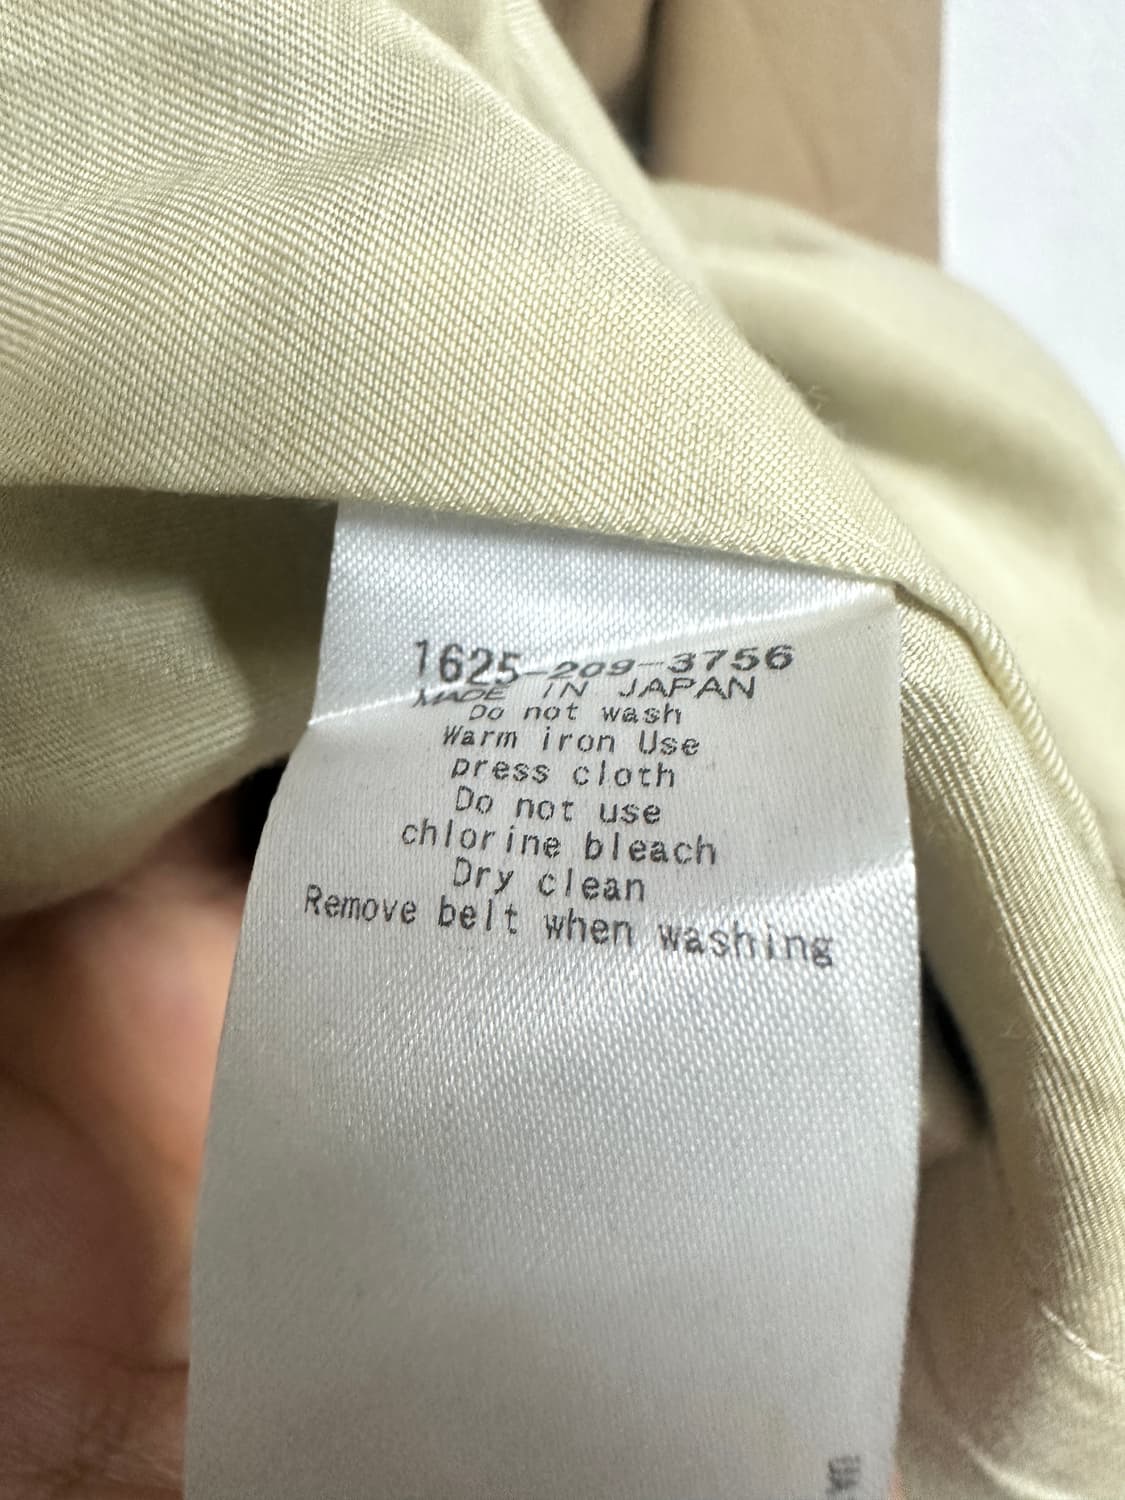 1625-209-3756
MADE IN JAPAN
Do not wash
Warm iron Use
press cloth
Do not use
chlorine bleach
Dry clean
Remove belt when washing